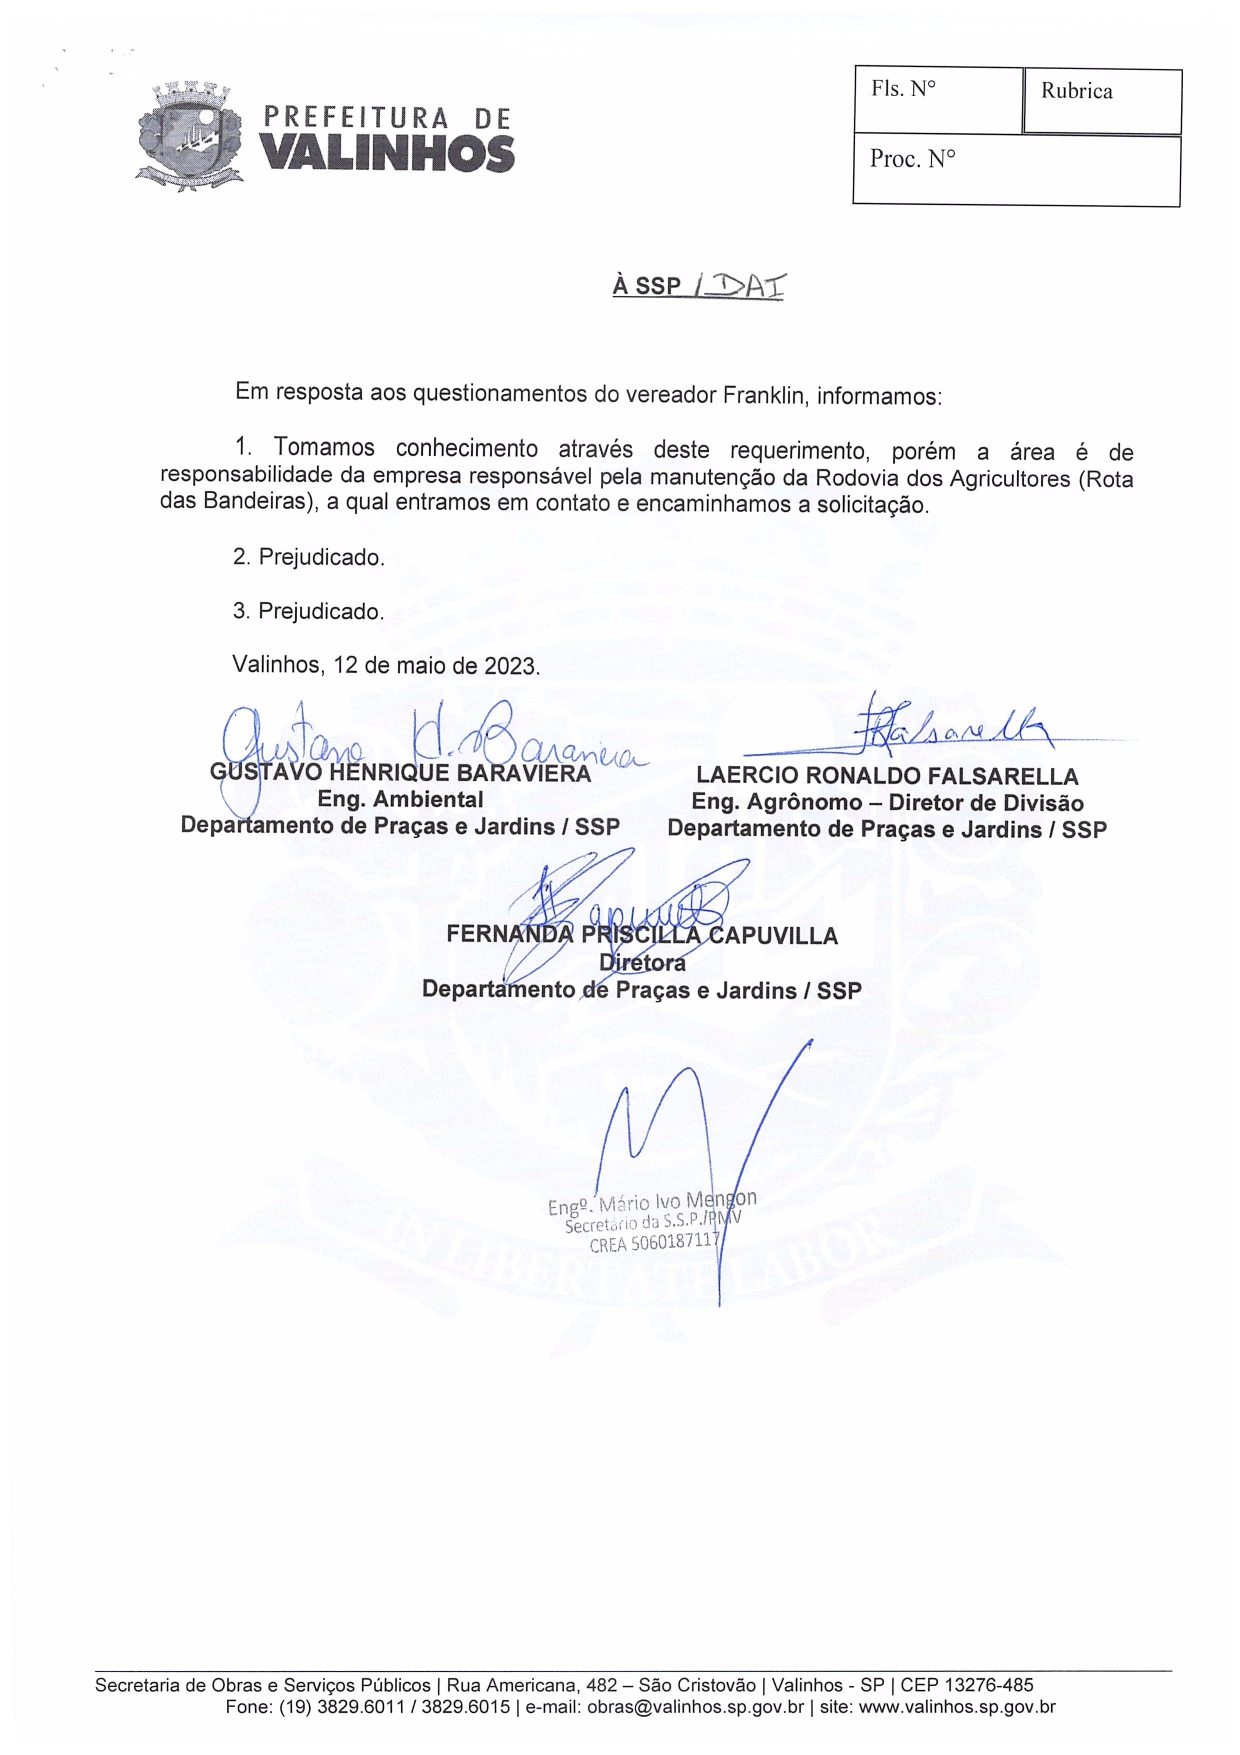 PREFEITURA DE
VALINHOS
Fls. N°
Rubrica
Proc. N°
À SSP / DAI
Em resposta aos questionamentos do vereador Franklin, informamos:
1. Tomamos conhecimento através deste requerimento, porém a área é de
responsabilidade da empresa responsável pela manutenção da Rodovia dos Agricultores (Rota
das Bandeiras), a qual entramos em contato e encaminhamos a solicitação.
2. Prejudicado.
3. Prejudicado.
Valinhos, 12 de maio de 2023.
Gustavo H. Baraviera
Falsarella
GUSTAVO HENRIQUE BARAVIERA
Eng. Ambiental
Departamento de Praças e Jardins / SSP
LAERCIO RONALDO FALSARELLA
Eng. Agrônomo – Diretor de Divisão
Departamento de Praças e Jardins / SSP
FERNANDA PRISCILLA CAPUVILLA
Diretora
Departamento de Praças e Jardins / SSP
Engº. Mário Ivo Mengon
Secretário da S.S.P./PMV
CREA 5060187117
IN LIBERTATE LABOR
Secretaria de Obras e Serviços Públicos | Rua Americana, 482 – São Cristovão | Valinhos - SP | CEP 13276-485
Fone: (19) 3829.6011 / 3829.6015 | e-mail: obras@valinhos.sp.gov.br | site: www.valinhos.sp.gov.br